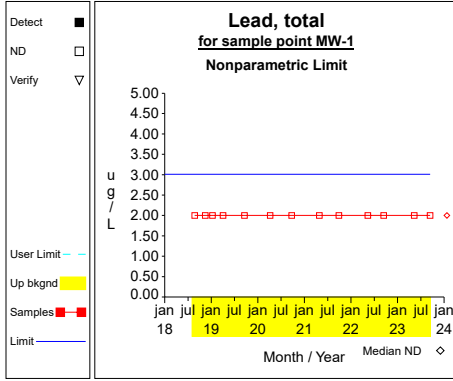 Detect
ND
Verify
User Limit
Up bkgnd
Samples
Limit
Lead, total
for sample point MW-1
Nonparametric Limit
ug/L
5.00
4.50
4.00
3.50
3.00
2.50
2.00
1.50
1.00
0.50
0.00
jan jul jan jul jan jul jan jul jan jul jan jul jan
18 19 20 21 22 23 24
Month / Year
Median ND